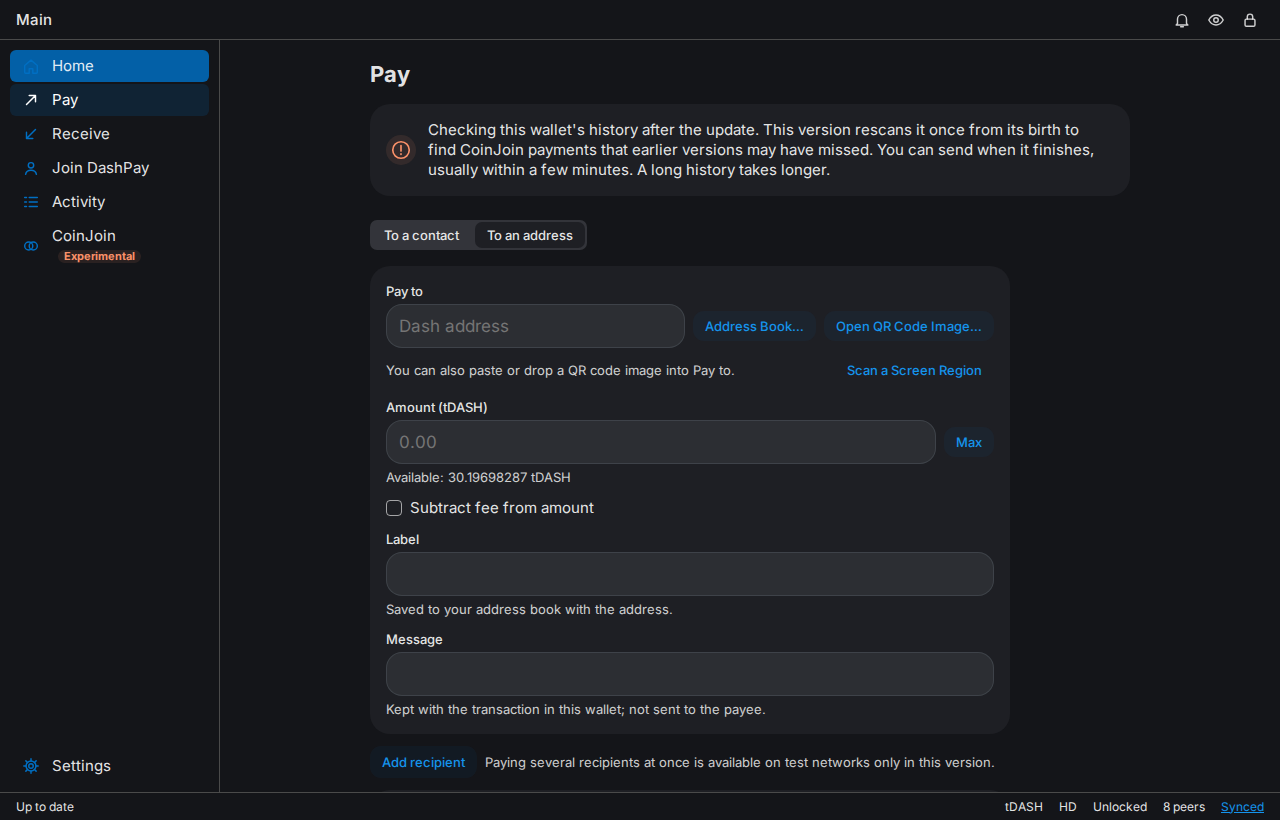 Main
Home
Pay
Receive
Join DashPay
Activity
CoinJoin
Experimental
Settings
Pay
Checking this wallet's history after the update. This version rescans it once from its birth to
find CoinJoin payments that earlier versions may have missed. You can send when it finishes,
usually within a few minutes. A long history takes longer.
To a contact To an address
Pay to
Dash address Address Book... Open QR Code Image...
You can also paste or drop a QR code image into Pay to. Scan a Screen Region
Amount (tDASH)
0.00 Max
Available: 30.19698287 tDASH
Subtract fee from amount
Label
Saved to your address book with the address.
Message
Kept with the transaction in this wallet; not sent to the payee.
Add recipient Paying several recipients at once is available on test networks only in this version.
Up to date tDASH HD Unlocked 8 peers Synced